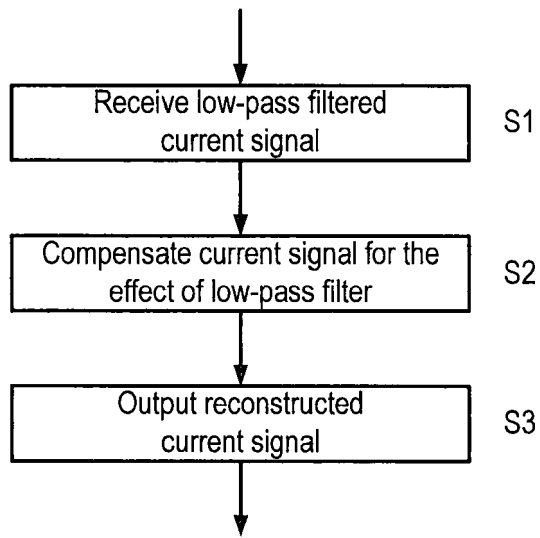 Receive low-pass filtered
current signal
S1
Compensate current signal for the
effect of low-pass filter
S2
Output reconstructed
current signal
S3